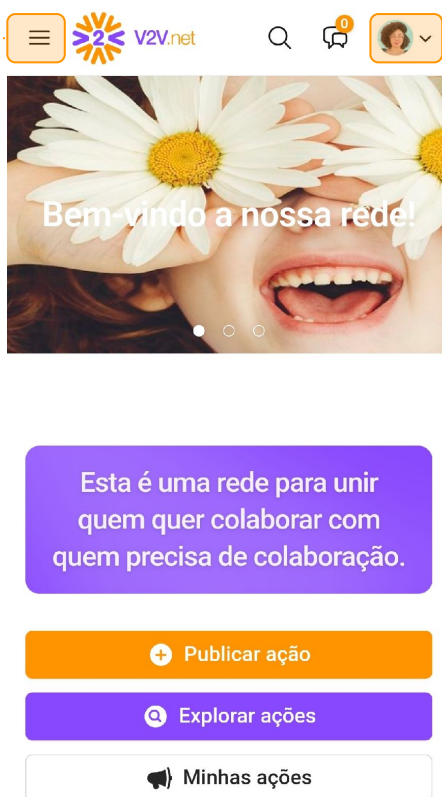 >2< V2V.net
0
Bem-vindo a nossa rede!
Esta é uma rede para unir
quem quer colaborar com
quem precisa de colaboração.
Publicar ação
Explorar ações
Minhas ações